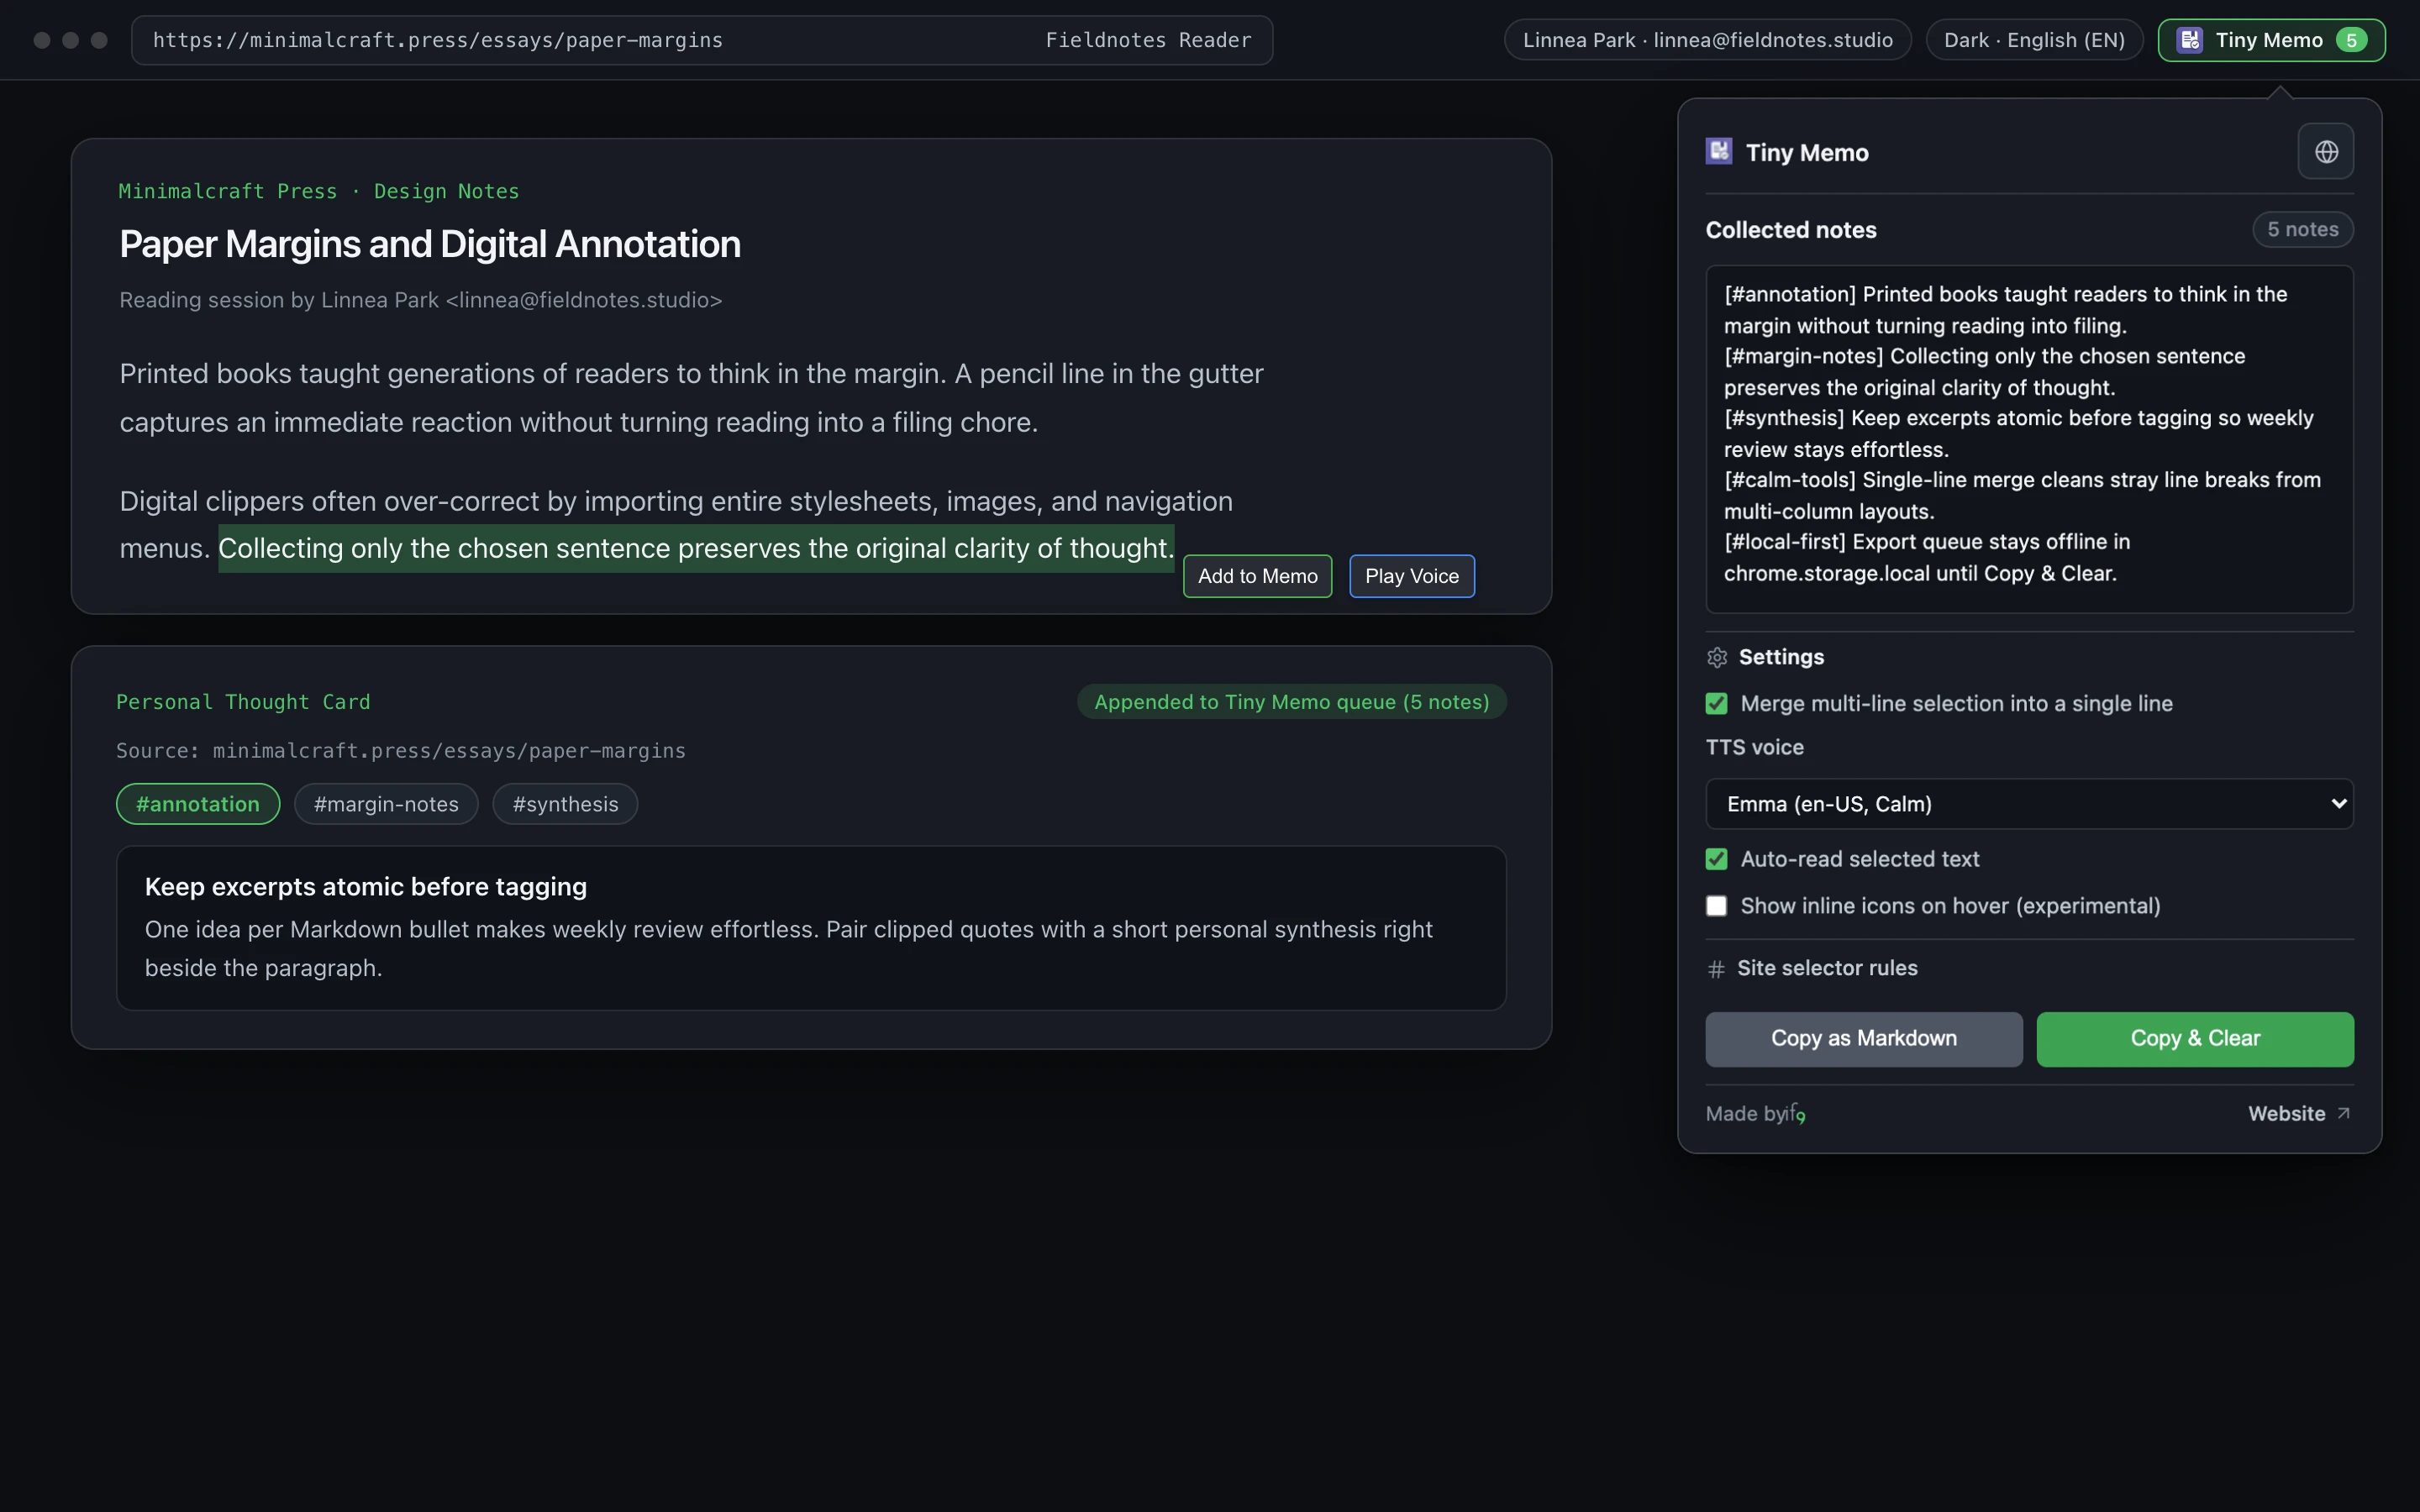 https://minimalcraft.press/essays/paper-margins
Fieldnotes Reader
Linnea Park · linnea@fieldnotes.studio
Dark · English (EN)
Tiny Memo 5
Minimalcraft Press · Design Notes
Paper Margins and Digital Annotation
Reading session by Linnea Park <linnea@fieldnotes.studio>
Printed books taught generations of readers to think in the margin. A pencil line in the gutter
captures an immediate reaction without turning reading into a filing chore.
Digital clippers often over-correct by importing entire stylesheets, images, and navigation
menus. Collecting only the chosen sentence preserves the original clarity of thought.
Add to Memo
Play Voice
Personal Thought Card
Appended to Tiny Memo queue (5 notes)
Source: minimalcraft.press/essays/paper-margins
#annotation
#margin-notes
#synthesis
Keep excerpts atomic before tagging
One idea per Markdown bullet makes weekly review effortless. Pair clipped quotes with a short personal synthesis right
beside the paragraph.
Tiny Memo
Collected notes
5 notes
[#annotation] Printed books taught readers to think in the
margin without turning reading into filing.
[#margin-notes] Collecting only the chosen sentence
preserves the original clarity of thought.
[#synthesis] Keep excerpts atomic before tagging so weekly
review stays effortless.
[#calm-tools] Single-line merge cleans stray line breaks from
multi-column layouts.
[#local-first] Export queue stays offline in
chrome.storage.local until Copy & Clear.
Settings
Merge multi-line selection into a single line
TTS voice
Emma (en-US, Calm)
Auto-read selected text
Show inline icons on hover (experimental)
# Site selector rules
Copy as Markdown
Copy & Clear
Made by if9
Website